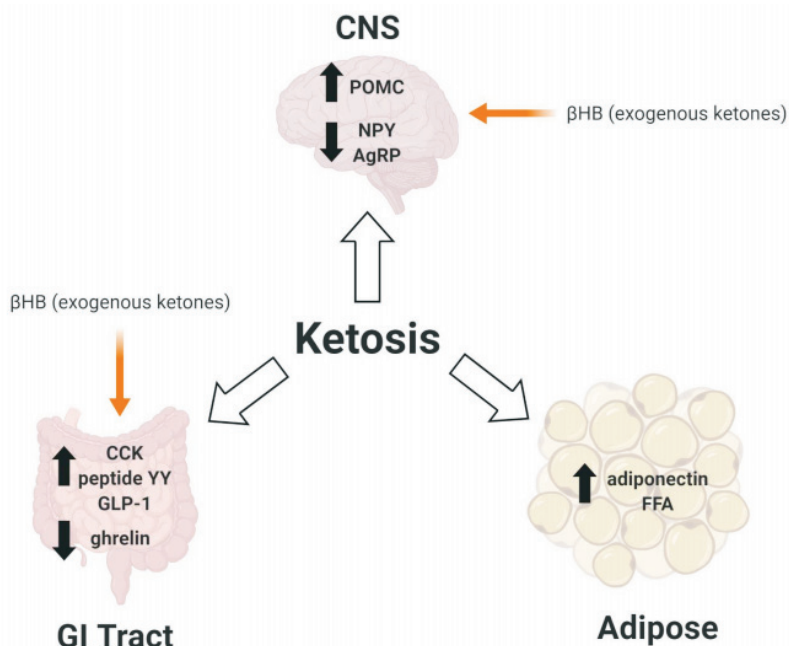 CNS
POMC
NPY
AgRP
βHB (exogenous ketones)
βHB (exogenous ketones)
Ketosis
CCK
peptide YY
GLP-1
ghrelin
adiponectin
FFA
GI Tract
Adipose